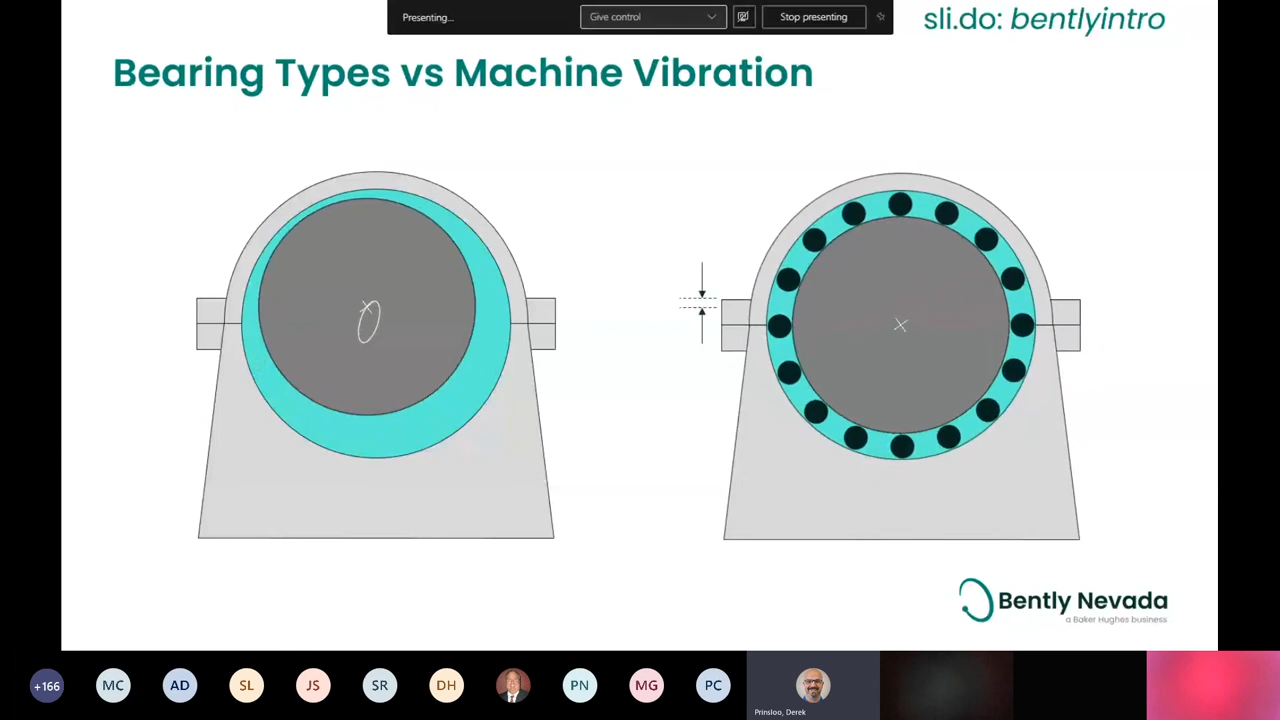 Presenting...
Give control
Stop presenting
sli.do: bentlyintro
Bearing Types vs Machine Vibration
Bently Nevada
a Baker Hughes business
+166
MC
AD
SL
JS
SR
DH
PN
MG
PC
Prinsloo, Derek